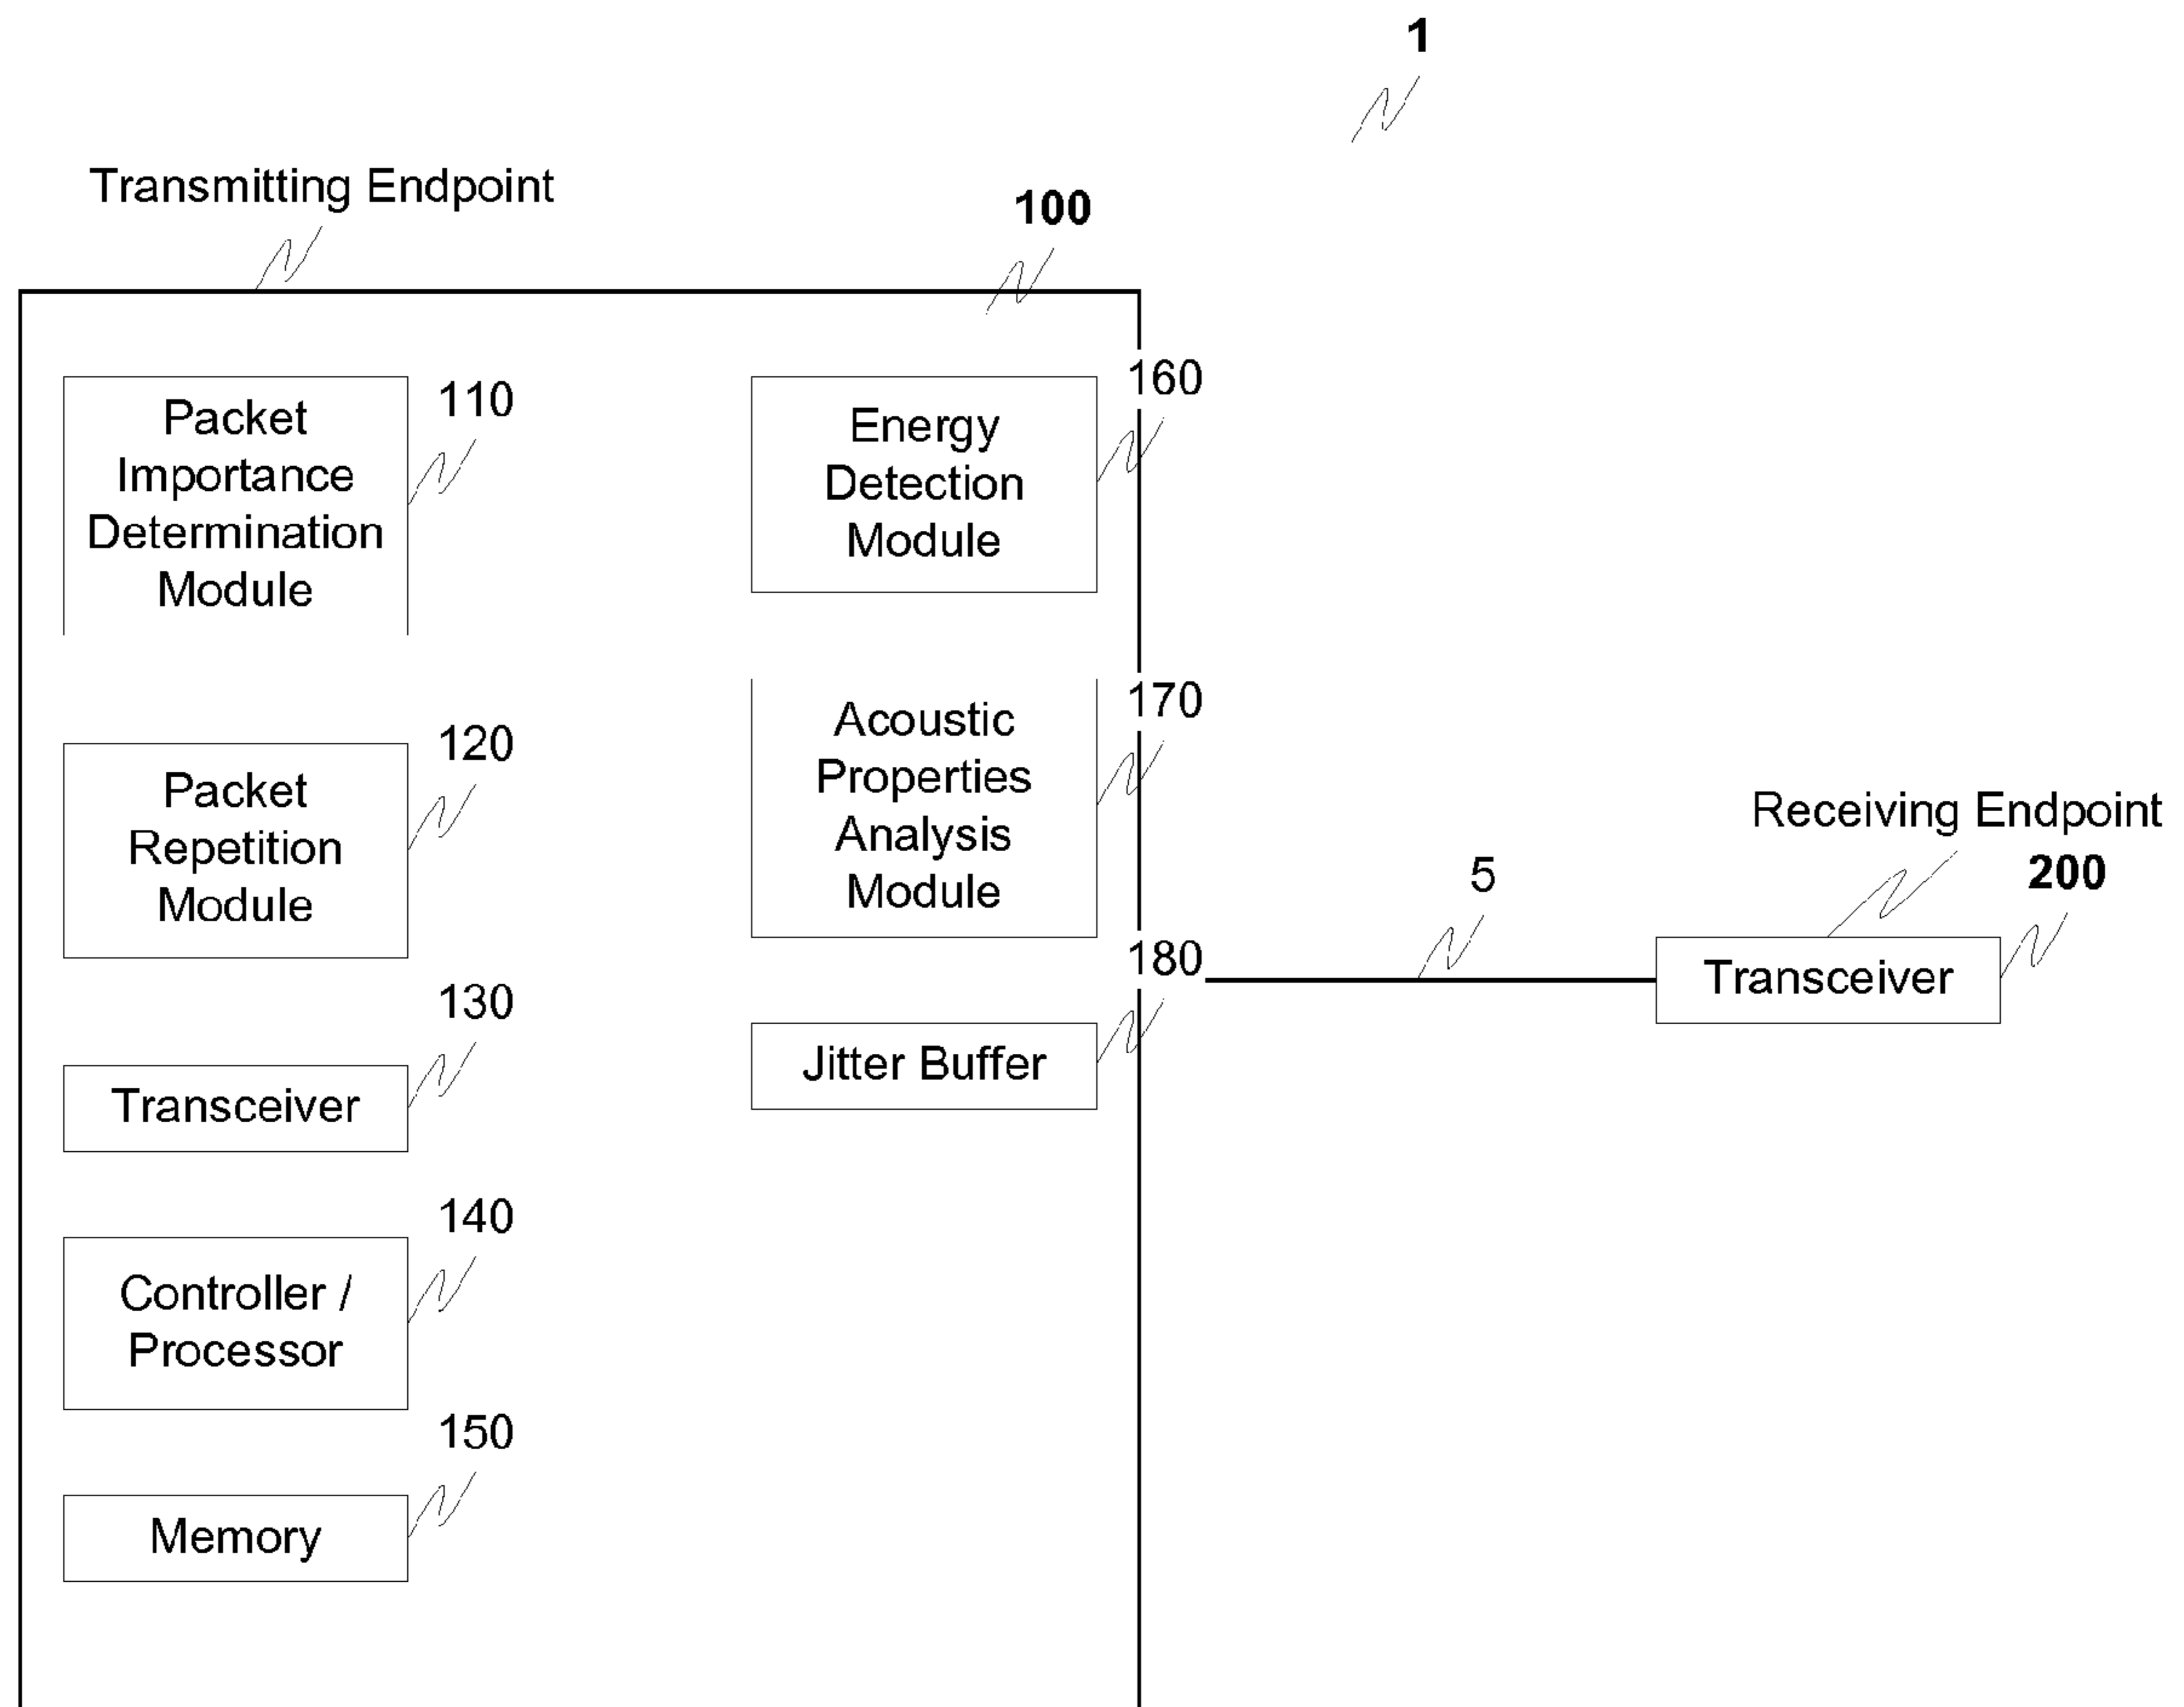 1
Transmitting Endpoint
100
Packet
Importance
Determination
Module
110
Energy
Detection
Module
160
Packet
Repetition
Module
120
Acoustic
Properties
Analysis
Module
170
Transceiver
130
Jitter Buffer
180
Controller /
Processor
140
Memory
150
5
Receiving Endpoint
200
Transceiver